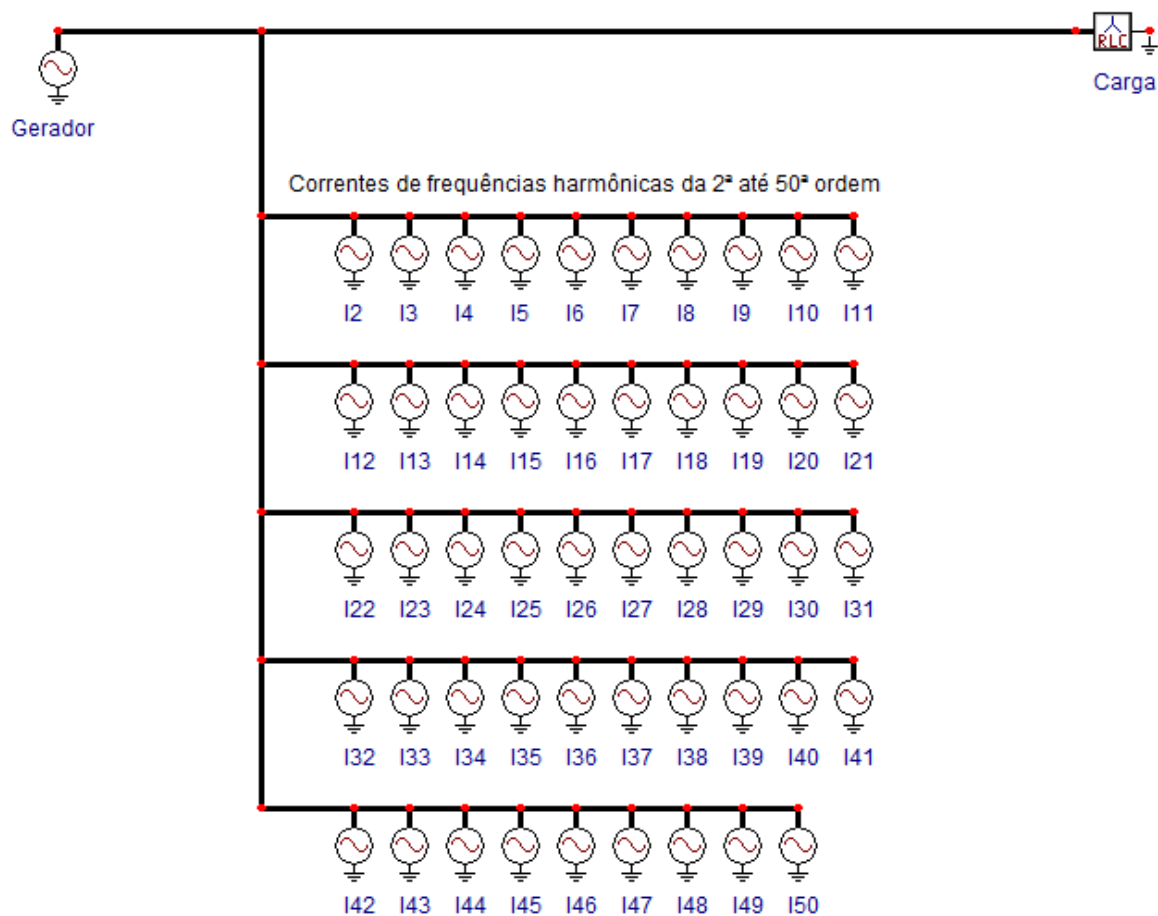 RLC
Carga
Gerador
Correntes de frequências harmônicas da 2ª até 50ª ordem
I2 I3 I4 I5 I6 I7 I8 I9 I10 I11
I12 I13 I14 I15 I16 I17 I18 I19 I20 I21
I22 I23 I24 I25 I26 I27 I28 I29 I30 I31
I32 I33 I34 I35 I36 I37 I38 I39 I40 I41
I42 I43 I44 I45 I46 I47 I48 I49 I50